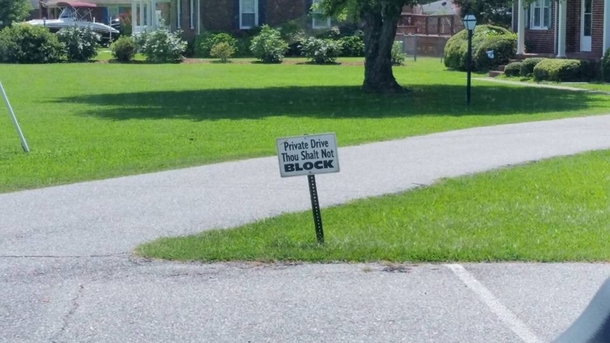 Private Drive
Thou Shalt Not
BLOCK